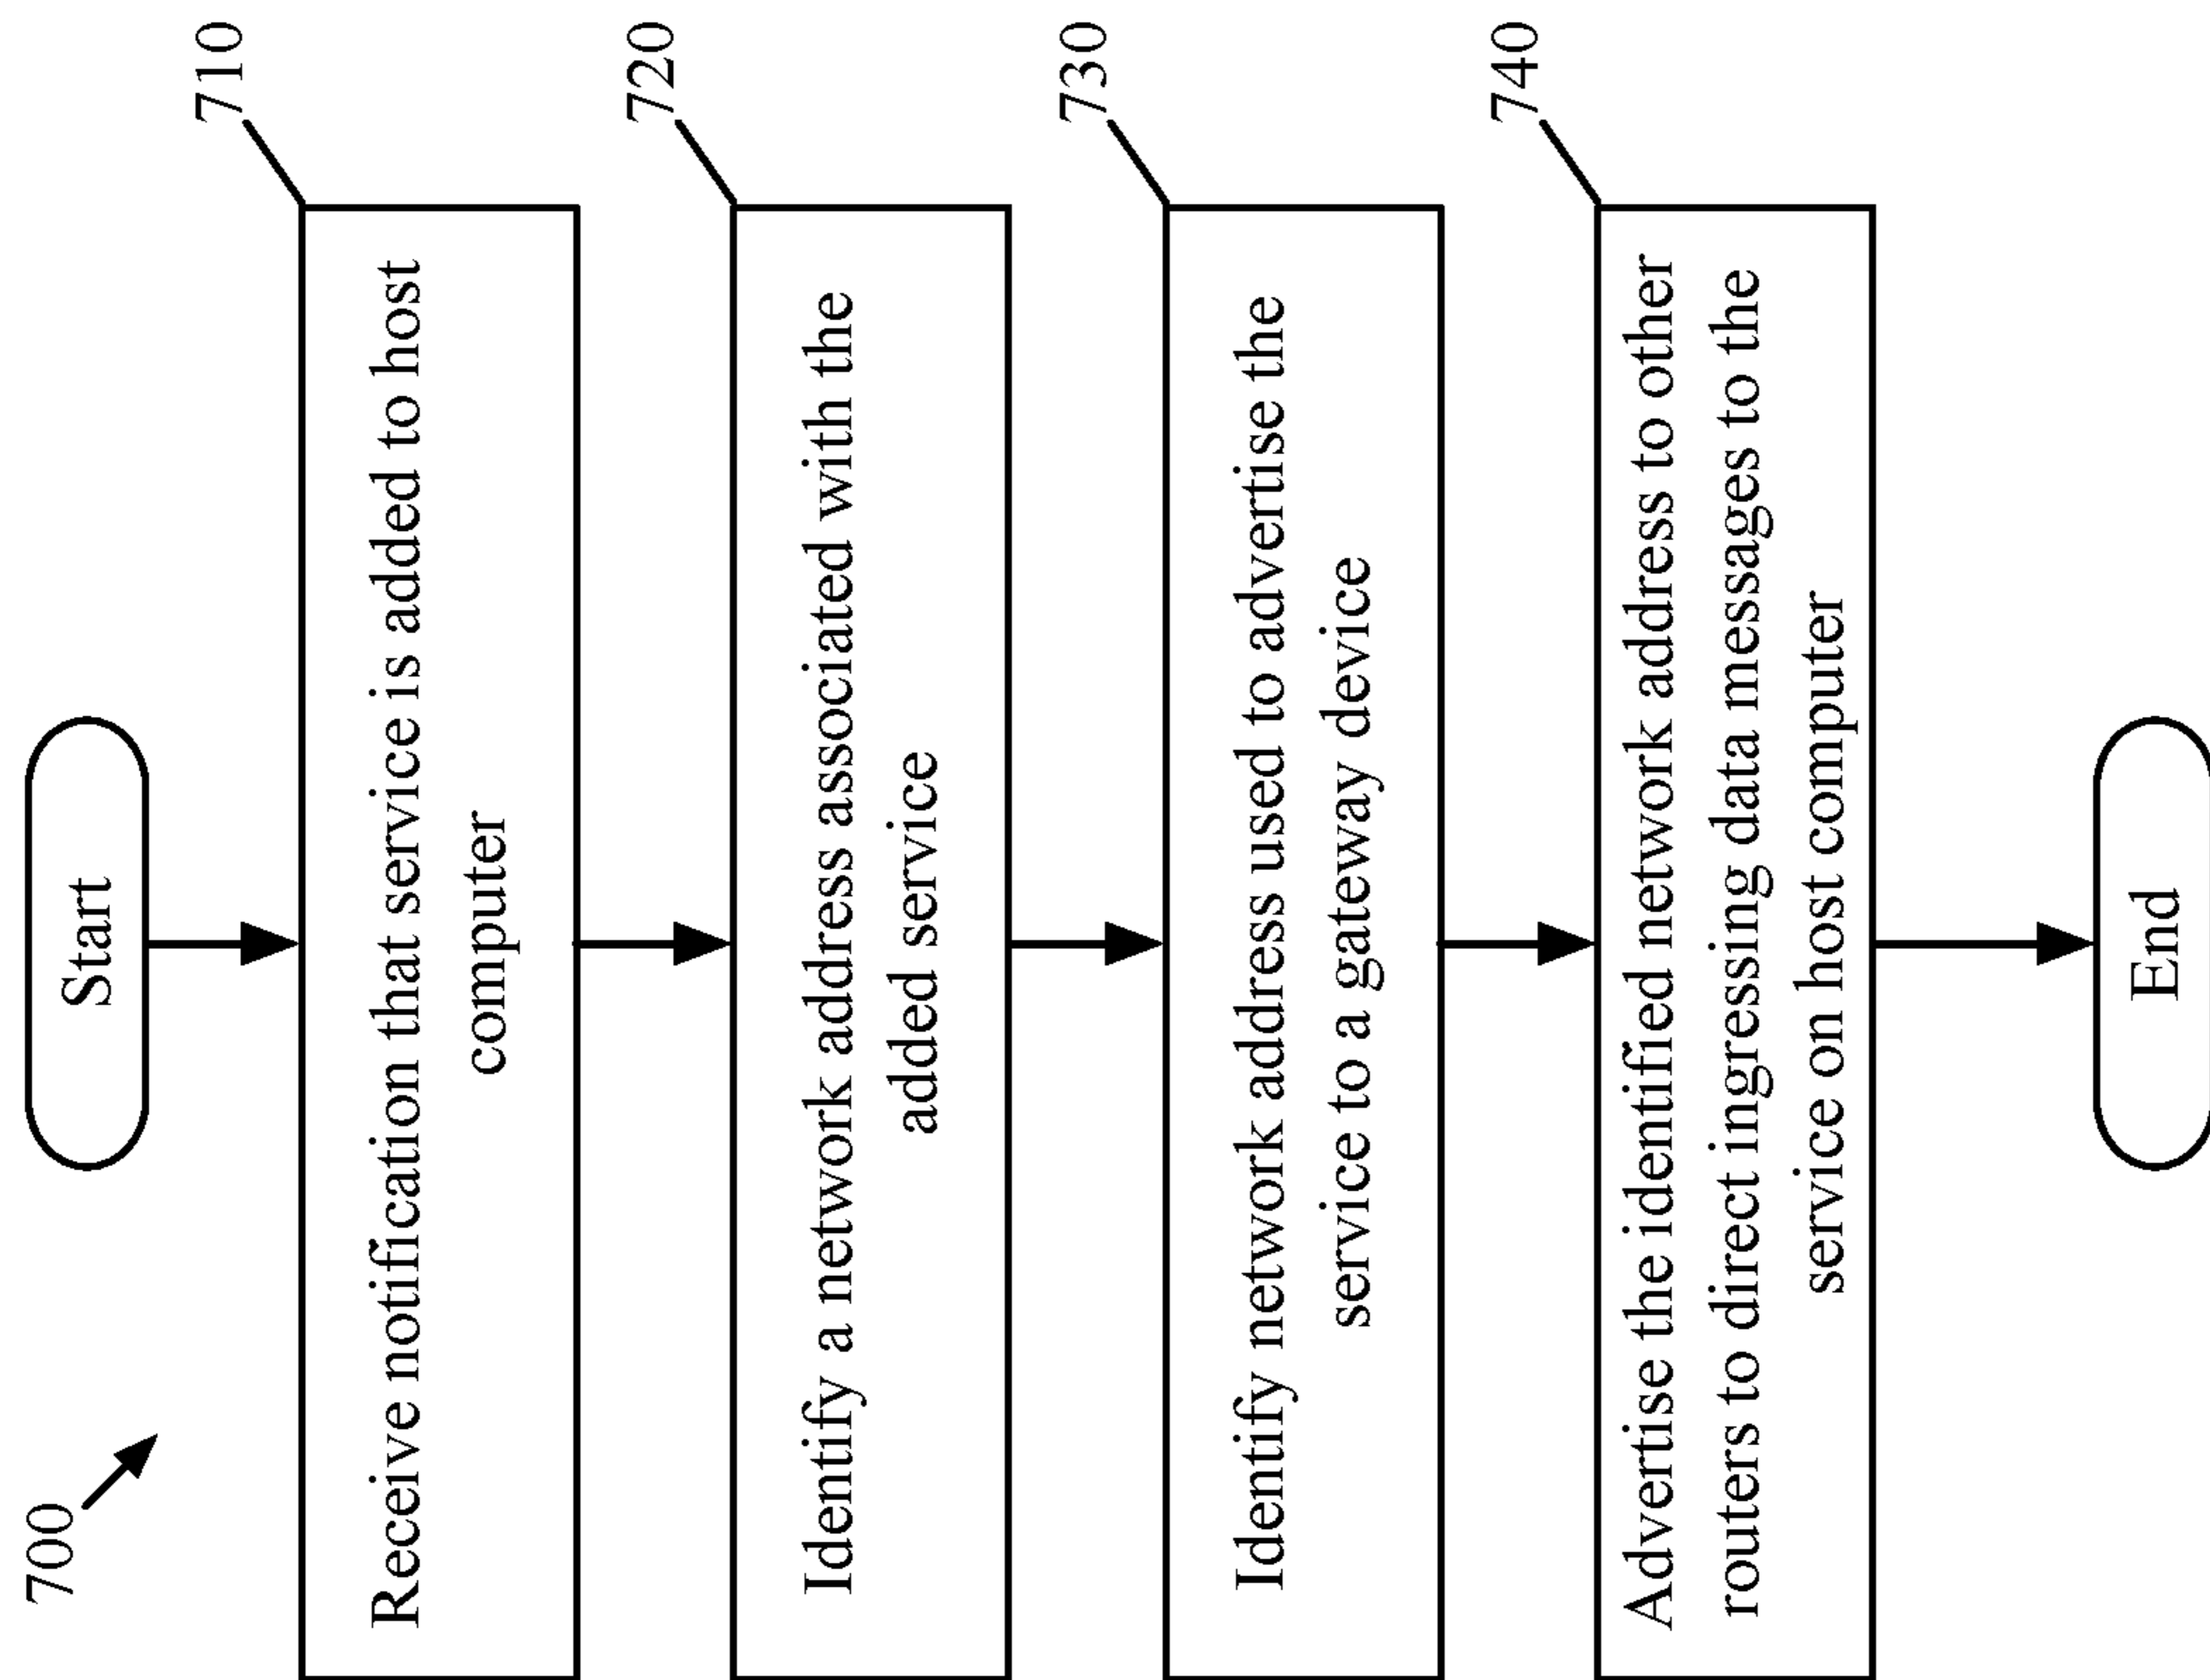 700
Start
710
Receive notification that service is added to host
computer
720
Identify a network address associated with the
added service
730
Identify network address used to advertise the
service to a gateway device
740
Advertise the identified network address to other
routers to direct ingressing data messages to the
service on host computer
End